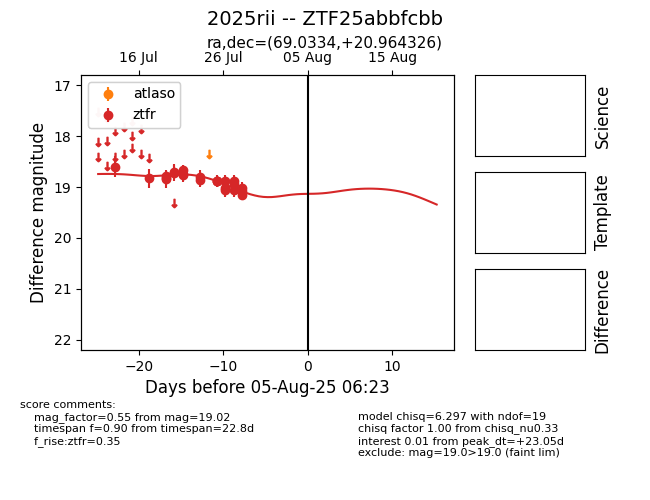 2025rii -- ZTF25abbfcbb
ra,dec=(69.0334,+20.964326)
16 Jul 26 Jul 05 Aug 15 Aug
atlaso
ztfr
17
18
19
20
21
22
Difference magnitude
−20 −10 0 10
Days before 05-Aug-25 06:23
Science
Template
Difference
score comments:
mag_factor=0.55 from mag=19.02
timespan f=0.90 from timespan=22.8d
f_rise:ztfr=0.35
model chisq=6.297 with ndof=19
chisq factor 1.00 from chisq_nu0.33
interest 0.01 from peak_dt=+23.05d
exclude: mag=19.0>19.0 (faint lim)